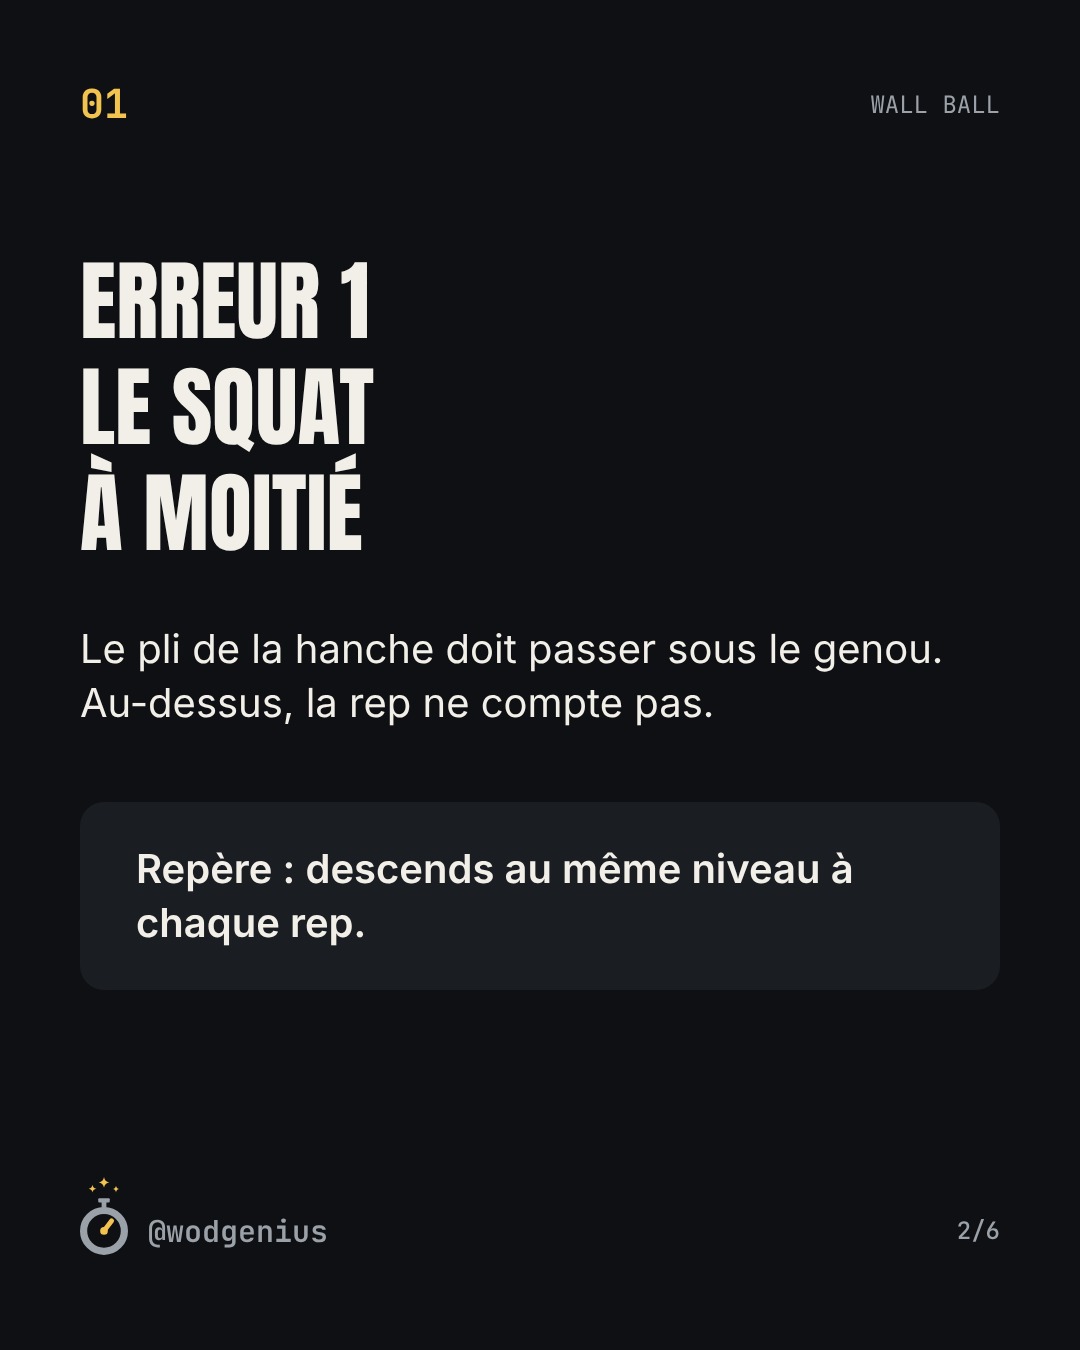 01
WALL BALL
ERREUR 1
LE SQUAT
À MOITIÉ
Le pli de la hanche doit passer sous le genou.
Au-dessus, la rep ne compte pas.
Repère : descends au même niveau à
chaque rep.
@wodgenius
2/6